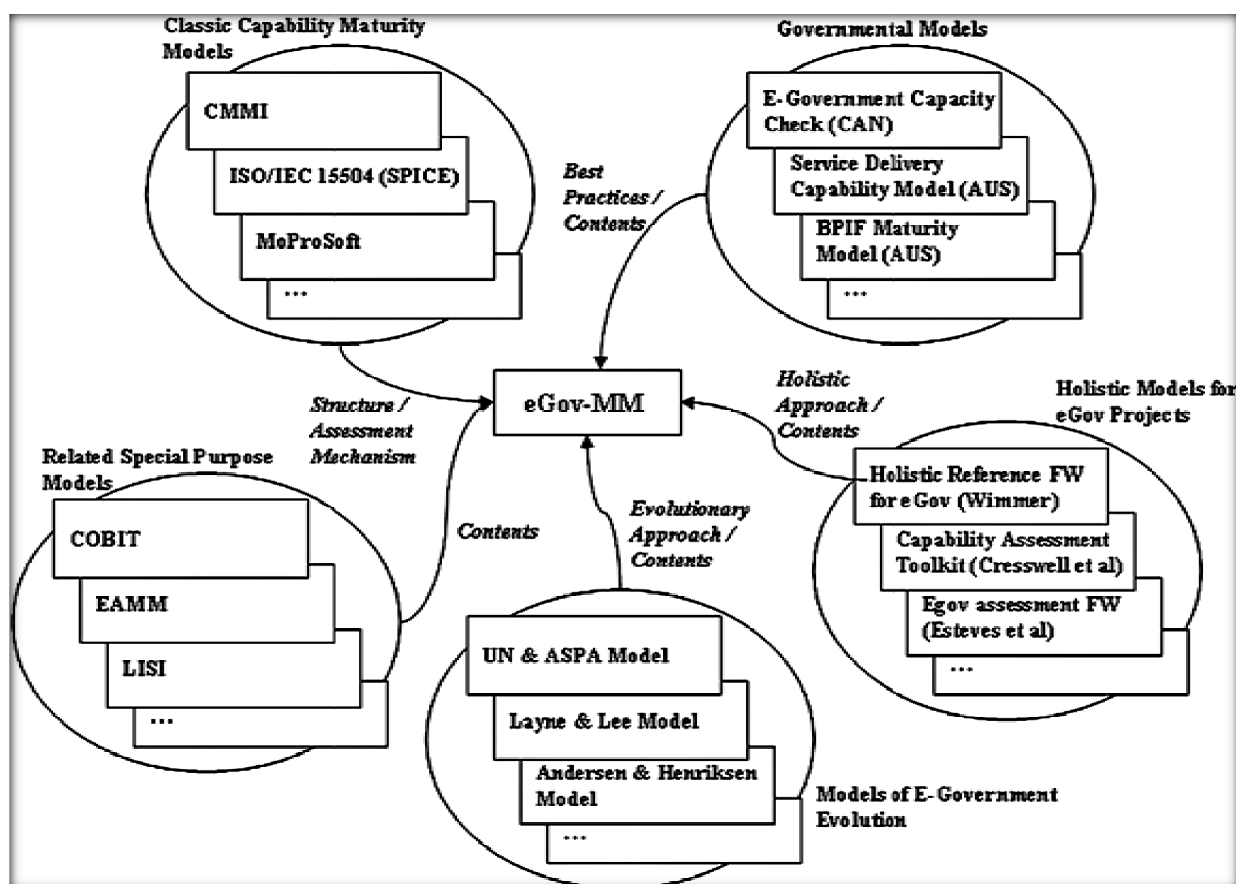 Classic Capability Maturity
Models
CMMI
ISO/IEC 15504 (SPICE)
MoProSoft
...
Governmental Models
E-Government Capacity
Check (CAN)
Service Delivery
Capability Model (AUS)
BPIF Maturity
Model (AUS)
...
Best
Practices /
Contents
eGov-MM
Structure /
Assessment
Mechanism
Holistic
Approach /
Contents
Holistic Models for
eGov Projects
Holistic Reference FW
for eGov (Wimmer)
Capability Assessment
Toolkit (Cresswell et al)
Egov assessment FW
(Esteves et al)
...
Related Special Purpose
Models
COBIT
EAMM
LISI
...
Contents
Evolutionary
Approach /
Contents
UN & ASPA Model
Layne & Lee Model
Andersen & Henriksen
Model
...
Models of E-Government
Evolution